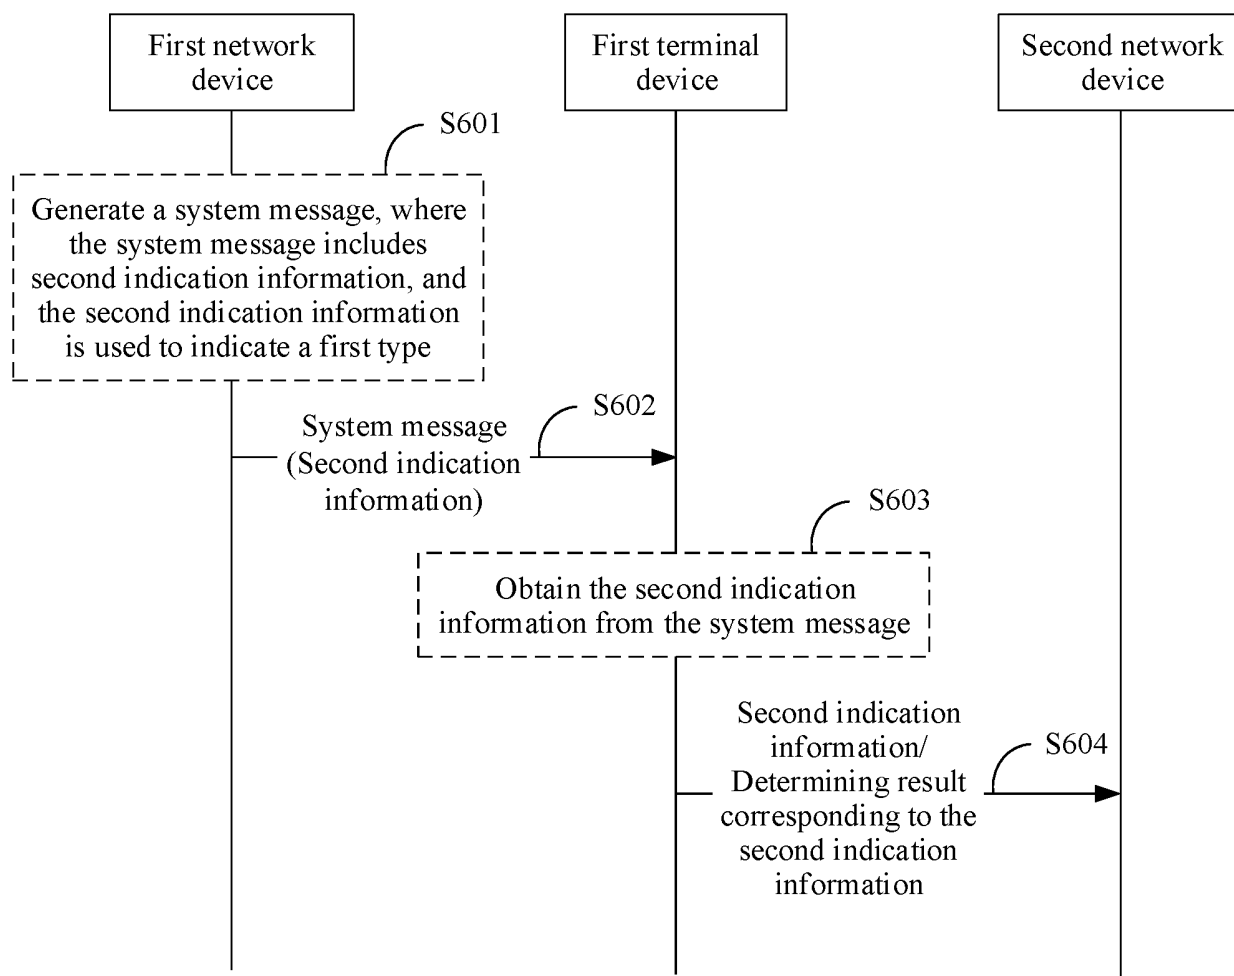 First network
device
First terminal
device
Second network
device
S601
Generate a system message, where
the system message includes
second indication information, and
the second indication information
is used to indicate a first type
S602
System message
(Second indication
information)
S603
Obtain the second indication
information from the system message
S604
Second indication
information/
Determining result
corresponding to the
second indication
information